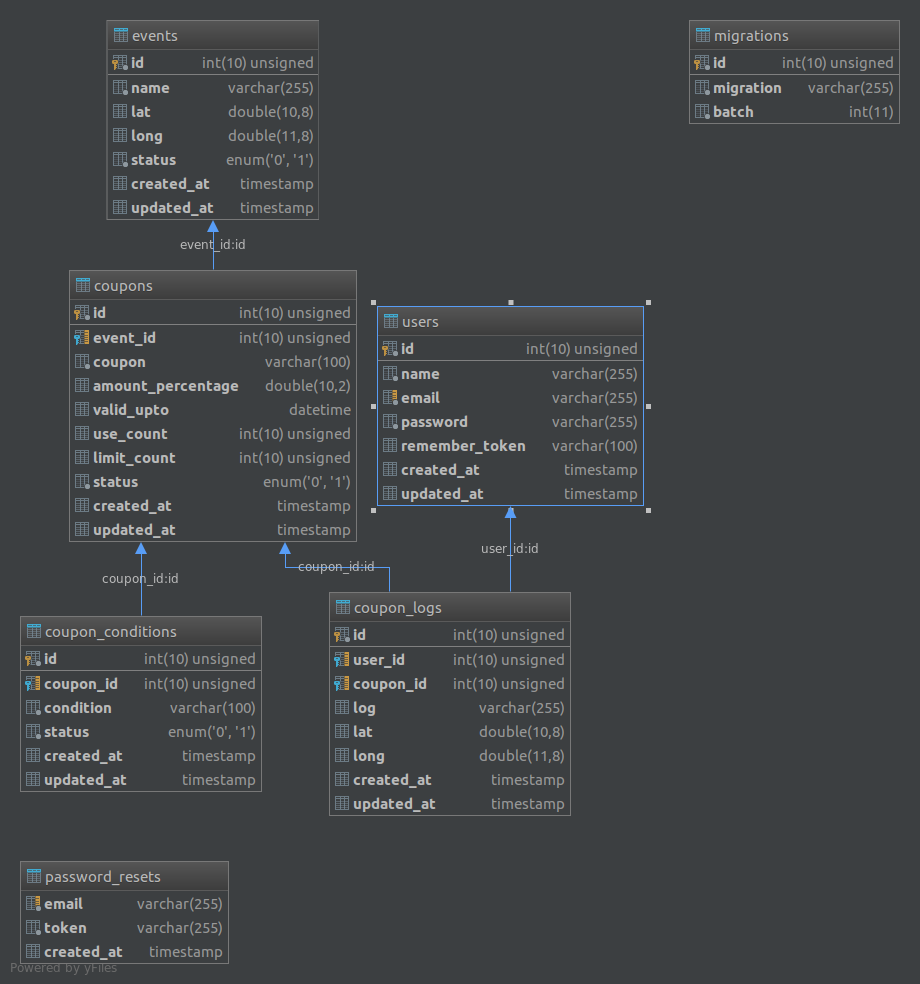 events
id int(10) unsigned
name varchar(255)
lat double(10,8)
long double(11,8)
status enum('0', '1')
created_at timestamp
updated_at timestamp
migrations
id int(10) unsigned
migration varchar(255)
batch int(11)
event_id:id
coupons
id int(10) unsigned
event_id int(10) unsigned
coupon varchar(100)
amount_percentage double(10,2)
valid_upto datetime
use_count int(10) unsigned
limit_count int(10) unsigned
status enum('0', '1')
created_at timestamp
updated_at timestamp
users
id int(10) unsigned
name varchar(255)
email varchar(255)
password varchar(255)
remember_token varchar(100)
created_at timestamp
updated_at timestamp
coupon_id:id
coupon_id:id
user_id:id
coupon_conditions
id int(10) unsigned
coupon_id int(10) unsigned
condition varchar(100)
status enum('0', '1')
created_at timestamp
updated_at timestamp
coupon_logs
id int(10) unsigned
user_id int(10) unsigned
coupon_id int(10) unsigned
log varchar(255)
lat double(10,8)
long double(11,8)
created_at timestamp
updated_at timestamp
password_resets
email varchar(255)
token varchar(255)
created_at timestamp
Powered by yFiles